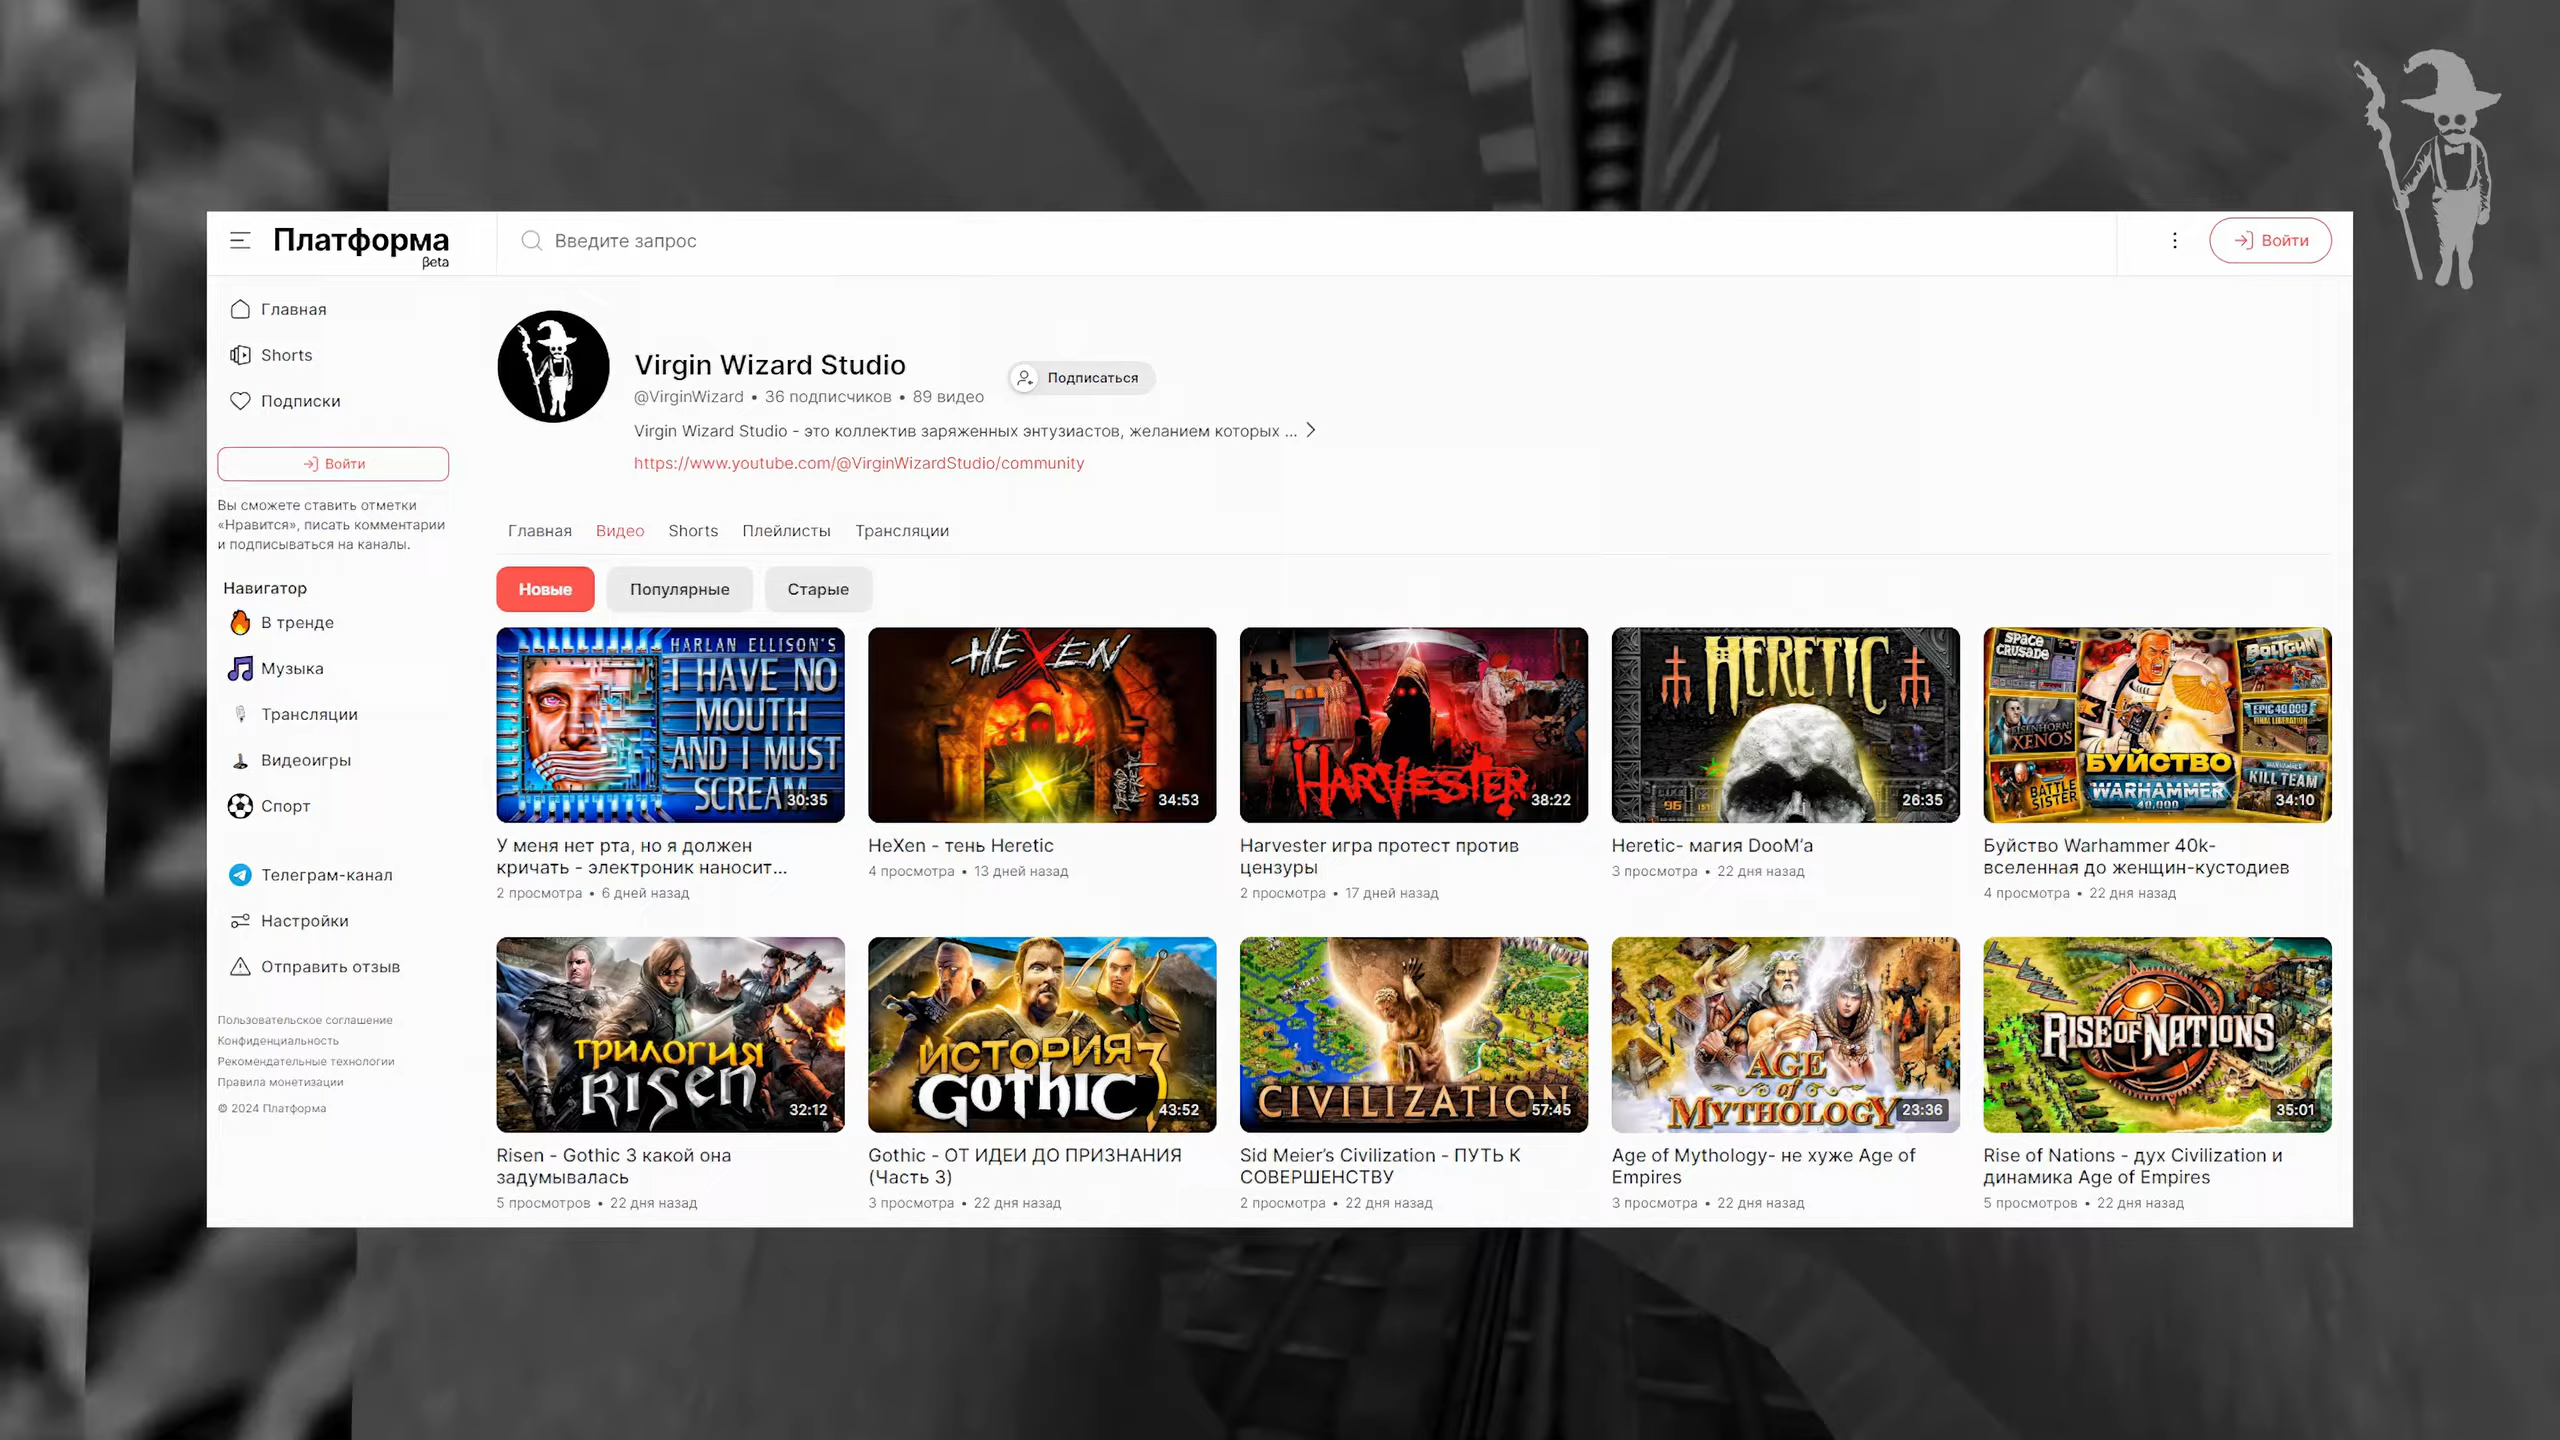 Платформа
βeta
Введите запрос
Войти
Главная
Shorts
Подписки
Войти
Вы сможете ставить отметки
«Нравится», писать комментарии
и подписываться на каналы.
Навигатор
В тренде
Музыка
Трансляции
Видеоигры
Спорт
Телеграм-канал
Настройки
Отправить отзыв
Пользовательское соглашение
Конфиденциальность
Рекомендательные технологии
Правила монетизации
© 2024 Платформа
Virgin Wizard Studio
Подписаться
@VirginWizard • 36 подписчиков • 89 видео
Virgin Wizard Studio - это коллектив заряженных энтузиастов, желанием которых ...
https://www.youtube.com/@VirginWizardStudio/community
Главная Видео Shorts Плейлисты Трансляции
Новые Популярные Старые
HARLAN ELLISON'S
I HAVE NO
MOUTH
AND I MUST
SCREAM
30:35
У меня нет рта, но я должен
кричать - электроник наносит...
2 просмотра • 6 дней назад
HEXEN
BEYOND
HERETIC
34:53
HeXen - тень Heretic
4 просмотра • 13 дней назад
HARVESTER
38:22
Harvester игра протест против
цензуры
2 просмотра • 17 дней назад
HERETIC
96
26:35
Heretic- магия DooM'a
3 просмотра • 22 дня назад
SPACE
CRUSADE
BOLTGUN
EISENHORN
XENOS
EPIC 40,000
FINAL LIBERATION
BATTLE
SISTER
KILL TEAM
БУЙСТВО
WARHAMMER
40,000
34:10
Буйство Warhammer 40k-
вселенная до женщин-кустодиев
4 просмотра • 22 дня назад
ТРИЛОГИЯ
RISEN
32:12
Risen - Gothic 3 какой она
задумывалась
5 просмотров • 22 дня назад
ИСТОРИЯ
GOTHIC 3
43:52
Gothic - ОТ ИДЕИ ДО ПРИЗНАНИЯ
(Часть 3)
3 просмотра • 22 дня назад
CIVILIZATION
57:45
Sid Meier's Civilization - ПУТЬ К
СОВЕРШЕНСТВУ
2 просмотра • 22 дня назад
AGE
of
MYTHOLOGY
23:36
Age of Mythology- не хуже Age of
Empires
3 просмотра • 22 дня назад
RISE OF NATIONS
35:01
Rise of Nations - дух Civilization и
динамика Age of Empires
5 просмотров • 22 дня назад